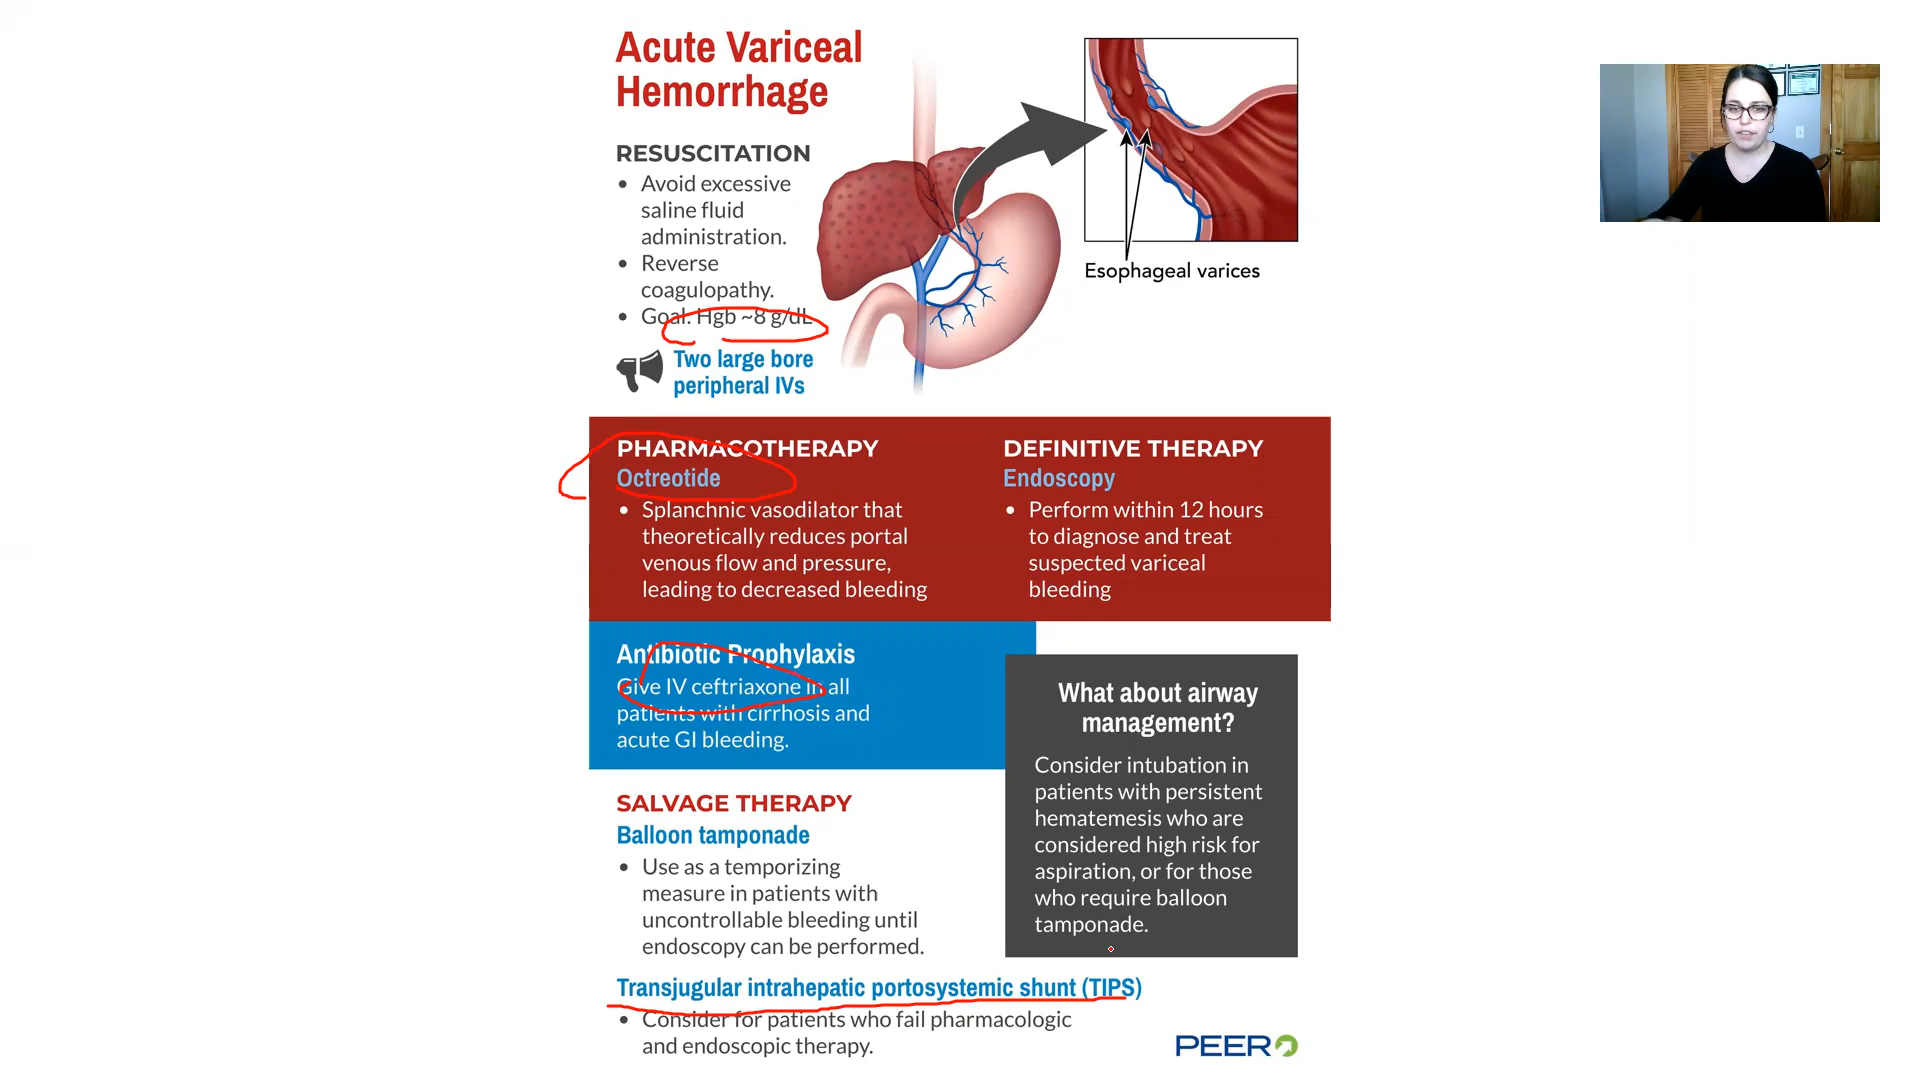 Acute Variceal
Hemorrhage
RESUSCITATION
• Avoid excessive
saline fluid
administration.
• Reverse
coagulopathy.
• Goal: Hgb ~8 g/dL
Two large bore
peripheral IVs
Esophageal varices
PHARMACOTHERAPY
Octreotide
• Splanchnic vasodilator that
theoretically reduces portal
venous flow and pressure,
leading to decreased bleeding
DEFINITIVE THERAPY
Endoscopy
• Perform within 12 hours
to diagnose and treat
suspected variceal
bleeding
Antibiotic Prophylaxis
Give IV ceftriaxone in all
patients with cirrhosis and
acute GI bleeding.
What about airway
management?
Consider intubation in
patients with persistent
hematemesis who are
considered high risk for
aspiration, or for those
who require balloon
tamponade.
SALVAGE THERAPY
Balloon tamponade
• Use as a temporizing
measure in patients with
uncontrollable bleeding until
endoscopy can be performed.
Transjugular intrahepatic portosystemic shunt (TIPS)
• Consider for patients who fail pharmacologic
and endoscopic therapy.
PEER